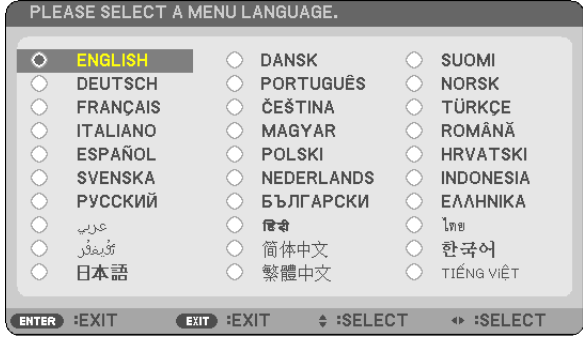 PLEASE SELECT A MENU LANGUAGE.
ENGLISH DANSK SUOMI
DEUTSCH PORTUGUÊS NORSK
FRANÇAIS ČEŠTINA TÜRKÇE
ITALIANO MAGYAR ROMÂNĂ
ESPAÑOL POLSKI HRVATSKI
SVENSKA NEDERLANDS INDONESIA
РУССКИЙ БЪЛГАРСКИ ΕΛΛΗΝΙΚΑ
عربي हिन्दी ไทย
简体中文 한국어
日本語 繁體中文 TIẾNG VIỆT
ENTER :EXIT EXIT :EXIT :SELECT :SELECT